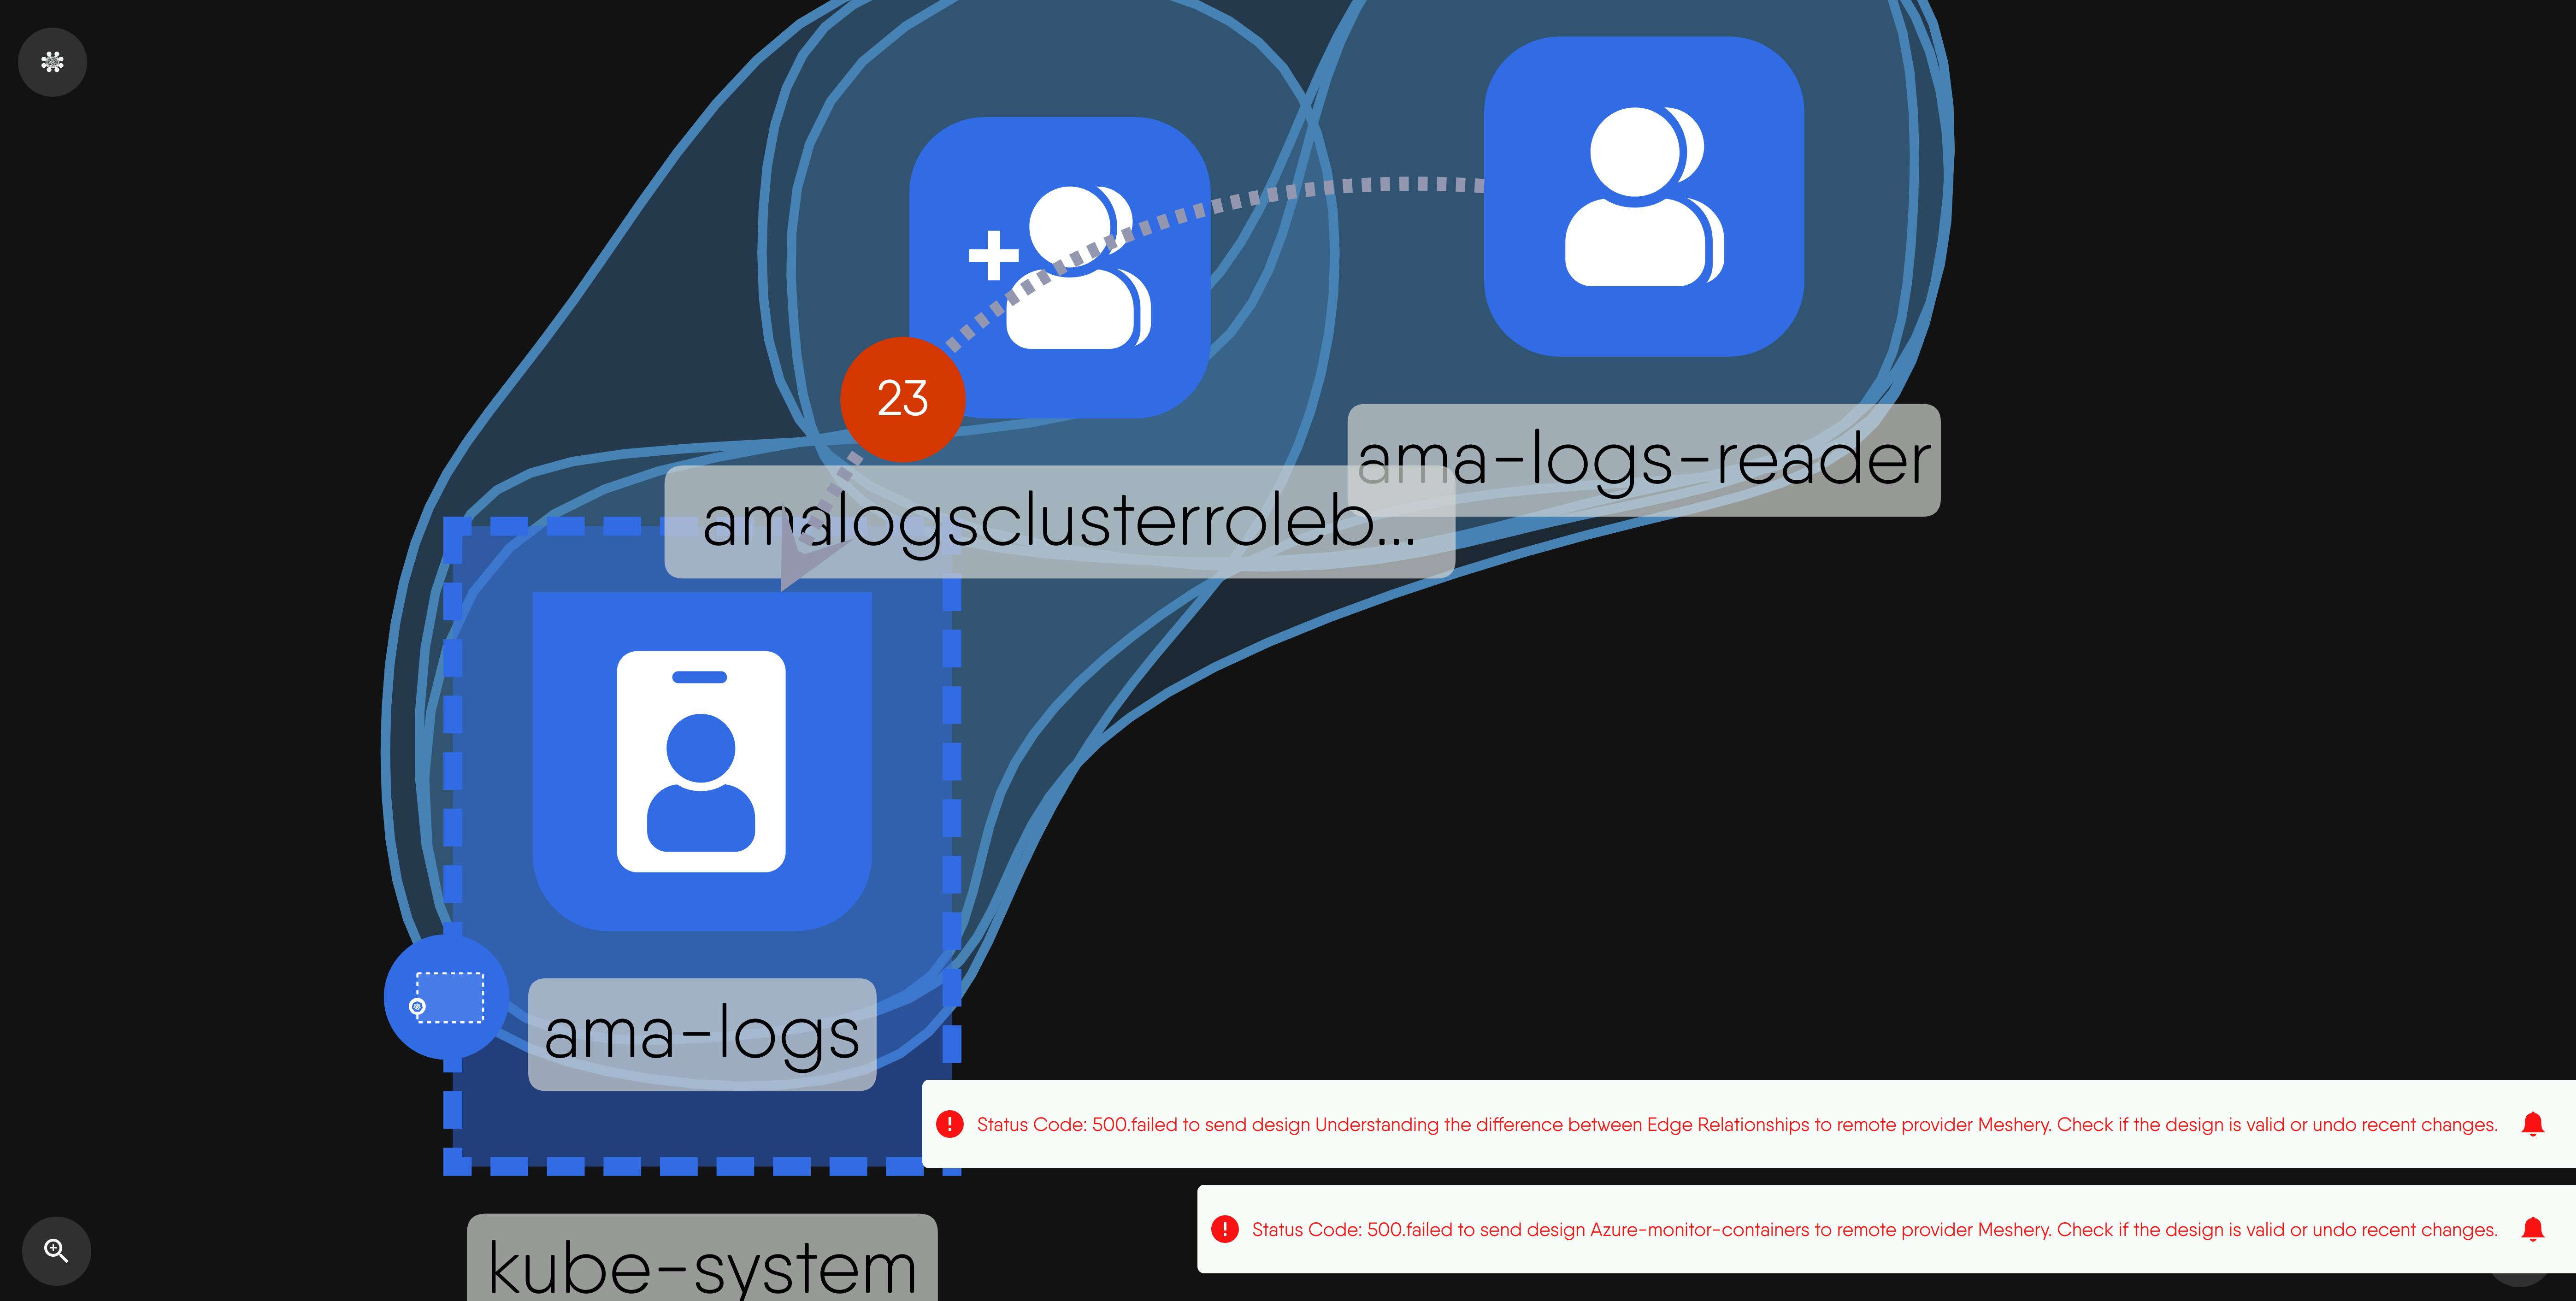 23
ama-logs-reader
amalogsclusterroleb...
ama-logs
Status Code: 500.failed to send design Understanding the difference between Edge Relationships to remote provider Meshery. Check if the design is valid or undo recent changes.
Status Code: 500.failed to send design Azure-monitor-containers to remote provider Meshery. Check if the design is valid or undo recent changes.
kube-system